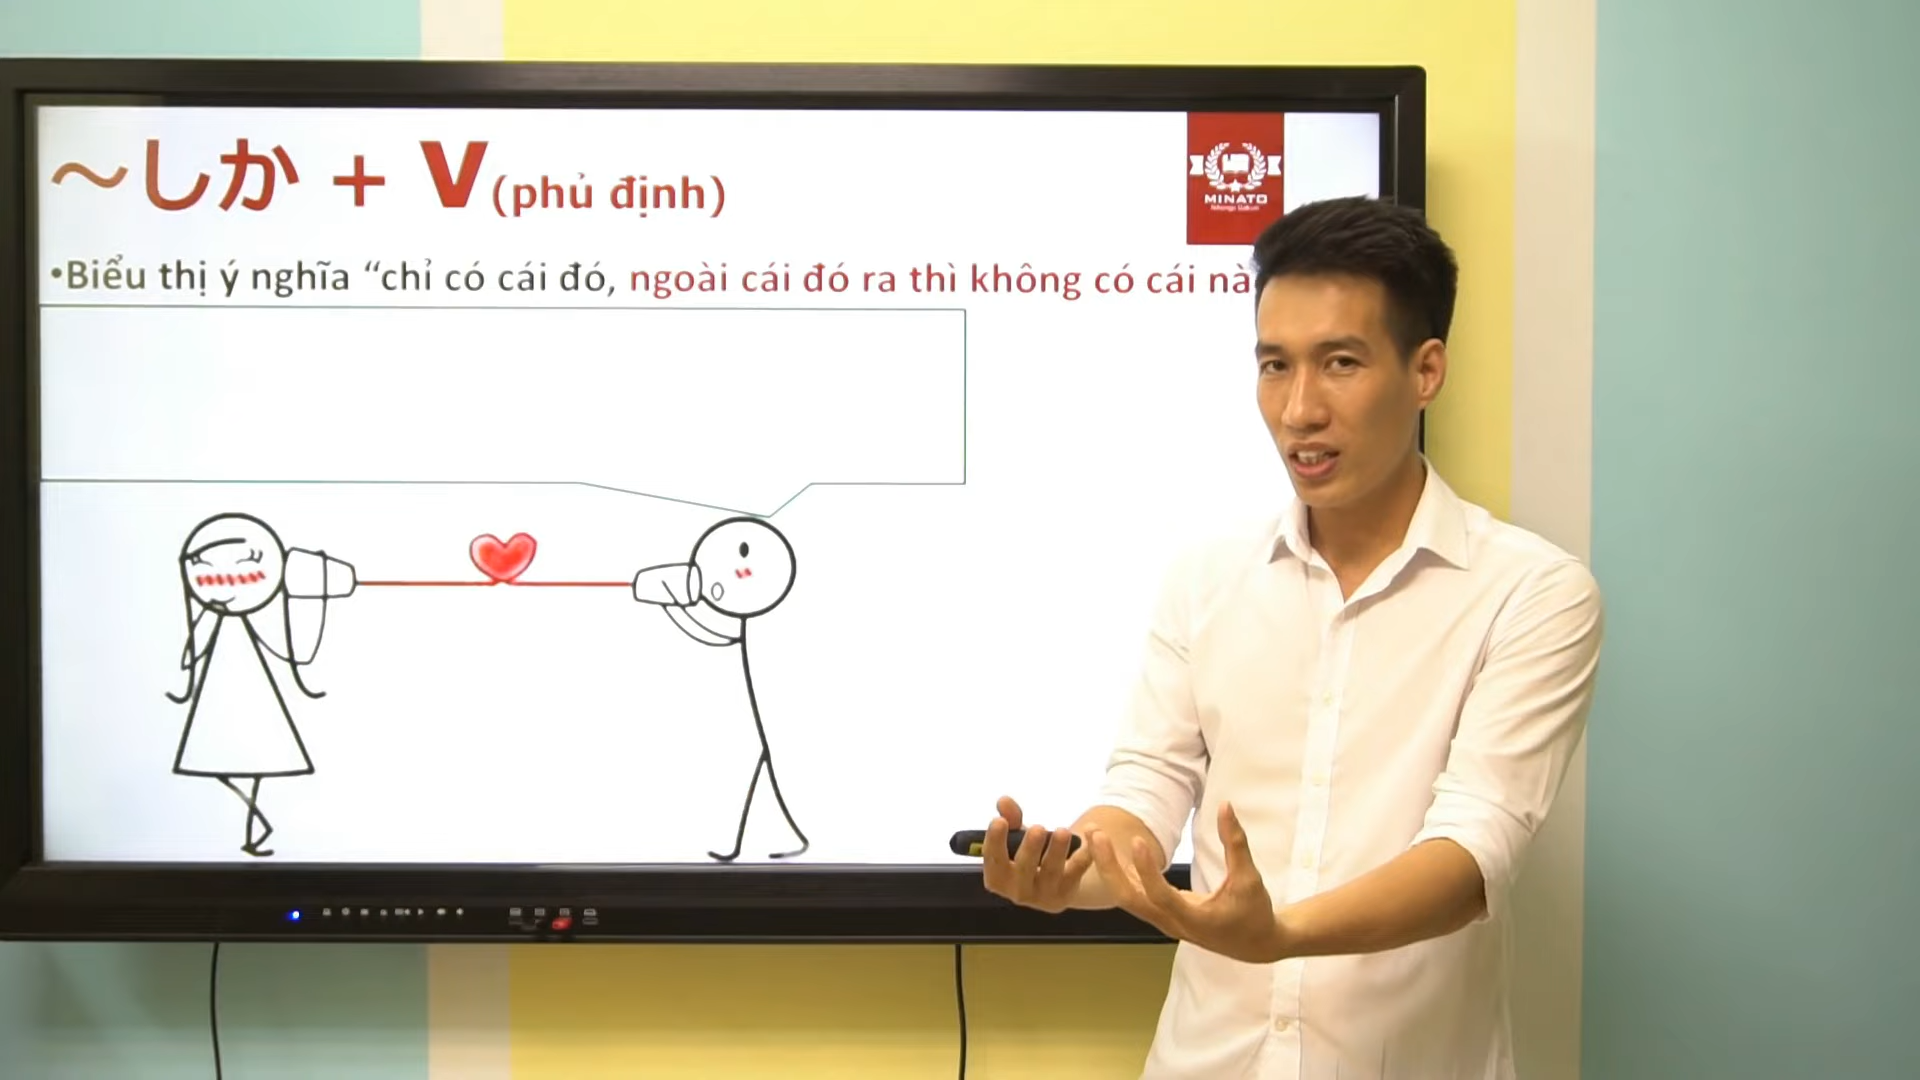 ～しか + V(phủ định)
MINATO
•Biểu thị ý nghĩa “chỉ có cái đó, ngoài cái đó ra thì không có cái